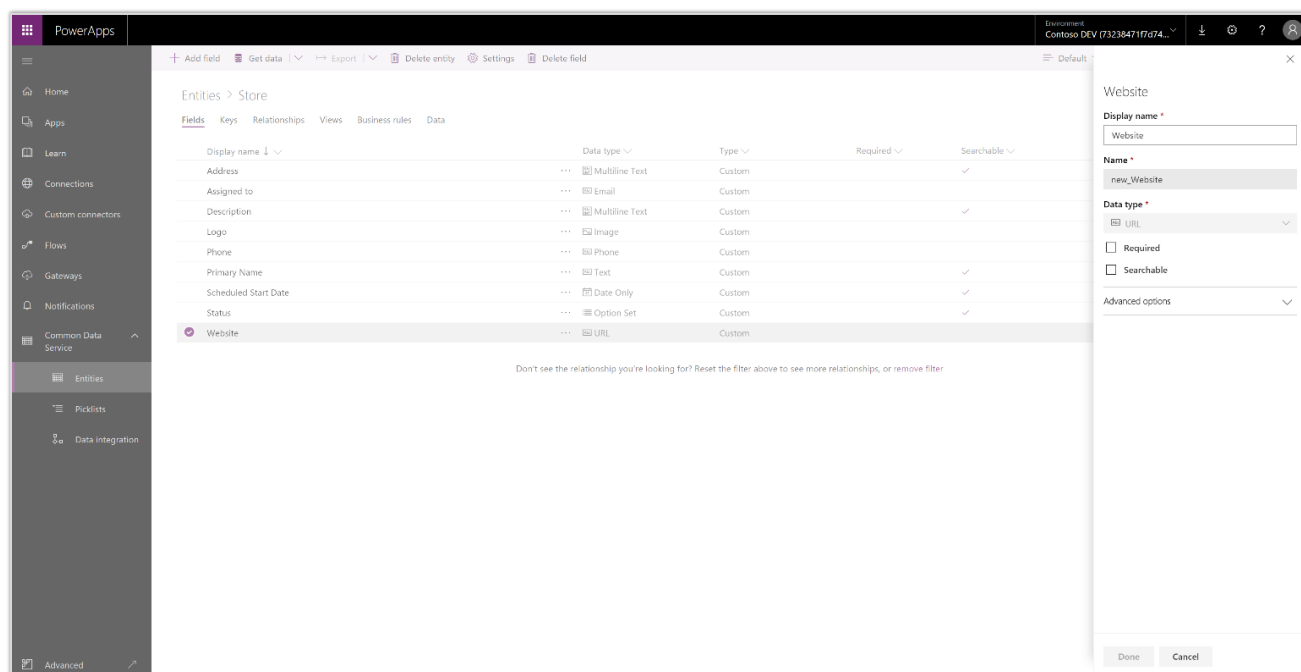 PowerApps
Environment
Contoso DEV (73238471f7d74...
?
Add field Get data Export Delete entity Settings Delete field Default
Home
Apps
Learn
Connections
Custom connectors
Flows
Gateways
Notifications
Common Data
Service
Entities
Picklists
Data integration
Advanced
Entities > Store
Fields Keys Relationships Views Business rules Data
Display name Data type Type Required Searchable
Address ... Multiline Text Custom
Assigned to ... Email Custom
Description ... Multiline Text Custom
Logo ... Image Custom
Phone ... Phone Custom
Primary Name ... Text Custom
Scheduled Start Date ... Date Only Custom
Status ... Option Set Custom
Website ... URL Custom
Don't see the relationship you're looking for? Reset the filter above to see more relationships, or remove filter
Website
Display name *
Website
Name *
new_Website
Data type *
URL
Required
Searchable
Advanced options
Done Cancel